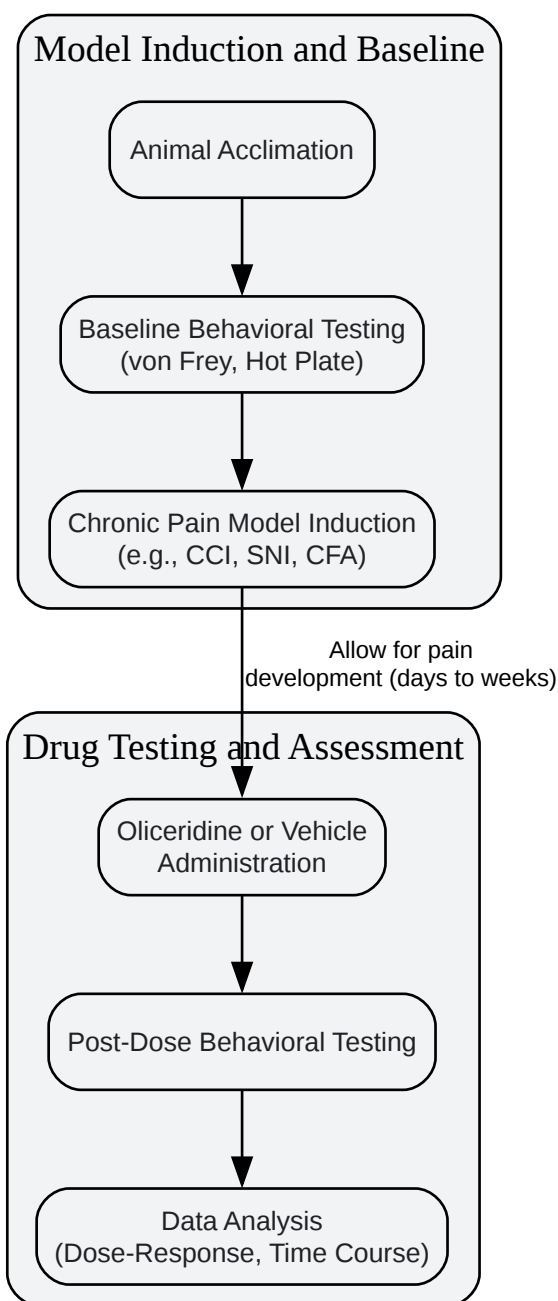 Model Induction and Baseline
Animal Acclimation
Baseline Behavioral Testing
(von Frey, Hot Plate)
Chronic Pain Model Induction
(e.g., CCI, SNI, CFA)
Allow for pain
development (days to weeks)
Drug Testing and Assessment
Oliceridine or Vehicle
Administration
Post-Dose Behavioral Testing
Data Analysis
(Dose-Response, Time Course)